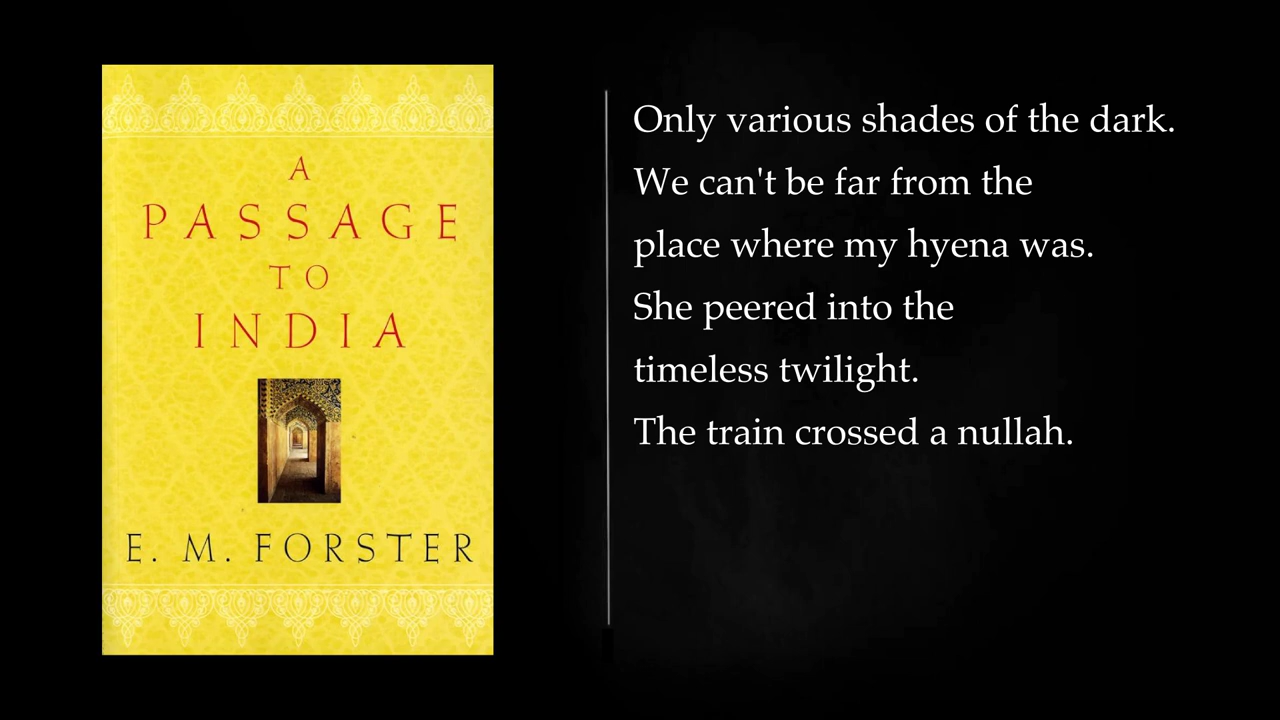 A
PASSAGE
TO
INDIA
E. M. FORSTER
Only various shades of the dark.
We can't be far from the
place where my hyena was.
She peered into the
timeless twilight.
The train crossed a nullah.